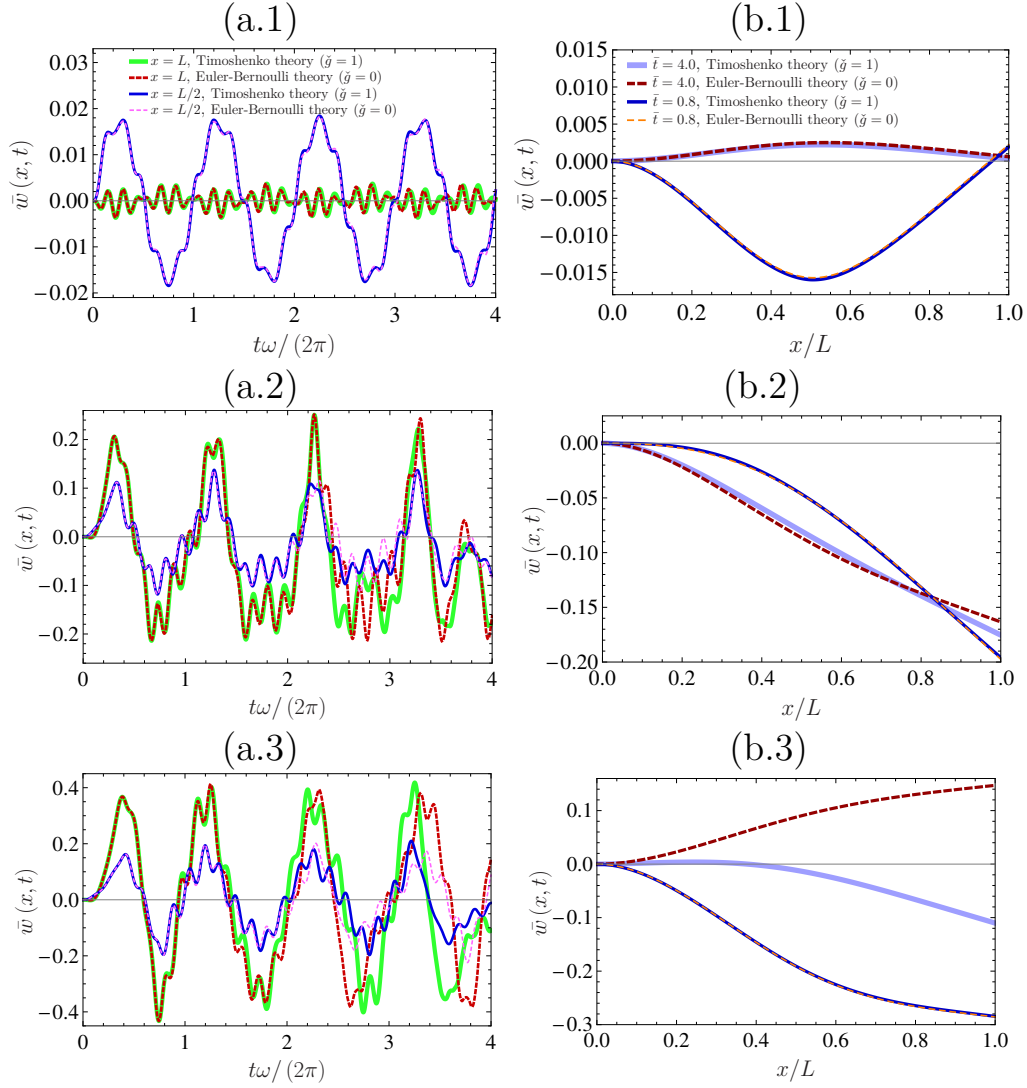 (a.1)
0.03
0.02
0.01
0.00
−0.01
−0.02
w̄ (x, t)
x = L, Timoshenko theory (ǧ = 1)
x = L, Euler-Bernoulli theory (ǧ = 0)
x = L/2, Timoshenko theory (ǧ = 1)
x = L/2, Euler-Bernoulli theory (ǧ = 0)
0 1 2 3 4
tω/ (2π)
(b.1)
0.015
0.010
0.005
0.000
−0.005
−0.010
−0.015
w̄ (x, t)
t̄ = 4.0, Timoshenko theory (ǧ = 1)
t̄ = 4.0, Euler-Bernoulli theory (ǧ = 0)
t̄ = 0.8, Timoshenko theory (ǧ = 1)
t̄ = 0.8, Euler-Bernoulli theory (ǧ = 0)
0.0 0.2 0.4 0.6 0.8 1.0
x/L
(a.2)
0.2
0.1
0.0
−0.1
−0.2
w̄ (x, t)
0 1 2 3 4
tω/ (2π)
(b.2)
0.00
−0.05
−0.10
−0.15
−0.20
w̄ (x, t)
0.0 0.2 0.4 0.6 0.8 1.0
x/L
(a.3)
0.4
0.2
0.0
−0.2
−0.4
w̄ (x, t)
0 1 2 3 4
tω/ (2π)
(b.3)
0.1
0.0
−0.1
−0.2
−0.3
w̄ (x, t)
0.0 0.2 0.4 0.6 0.8 1.0
x/L